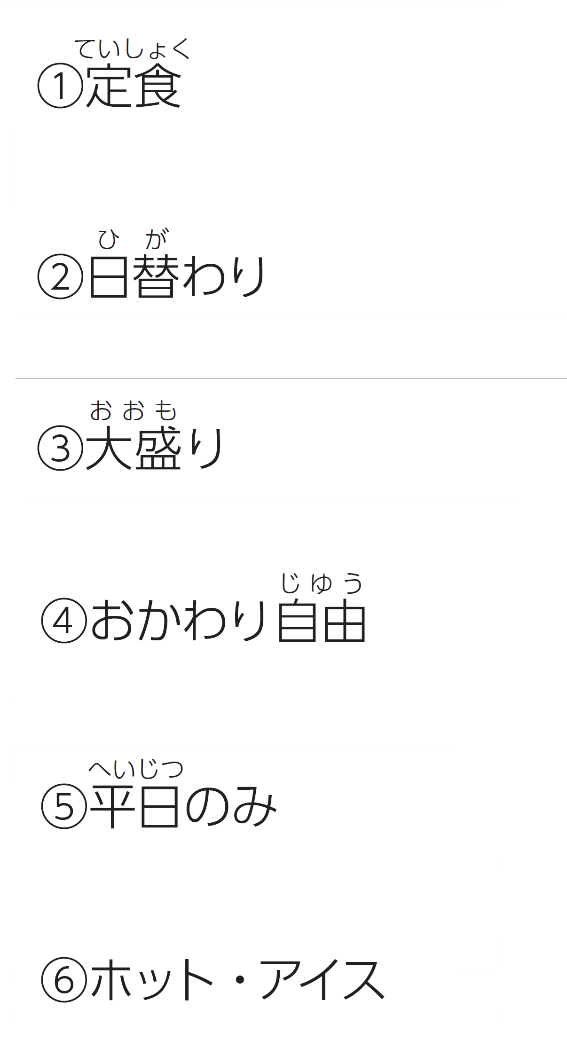 ていしょく
①定食
ひが
②日替わり
おおも
③大盛り
じゆう
④おかわり自由
へいじつ
⑤平日のみ
⑥ホット・アイス